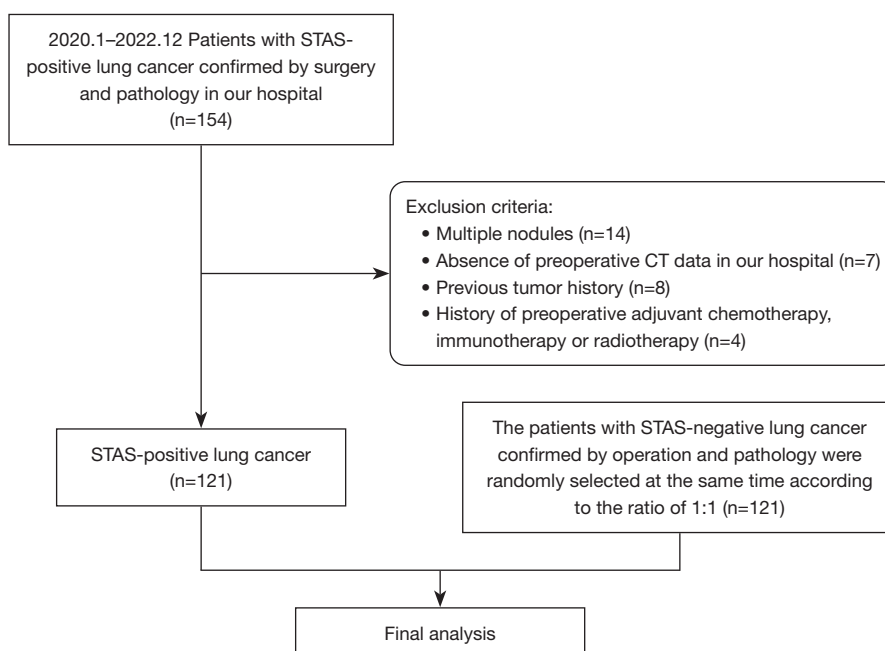 2020.1–2022.12 Patients with STAS-
positive lung cancer confirmed by surgery
and pathology in our hospital
(n=154)
Exclusion criteria:
• Multiple nodules (n=14)
• Absence of preoperative CT data in our hospital (n=7)
• Previous tumor history (n=8)
• History of preoperative adjuvant chemotherapy,
immunotherapy or radiotherapy (n=4)
STAS-positive lung cancer
(n=121)
The patients with STAS-negative lung cancer
confirmed by operation and pathology were
randomly selected at the same time according
to the ratio of 1:1 (n=121)
Final analysis